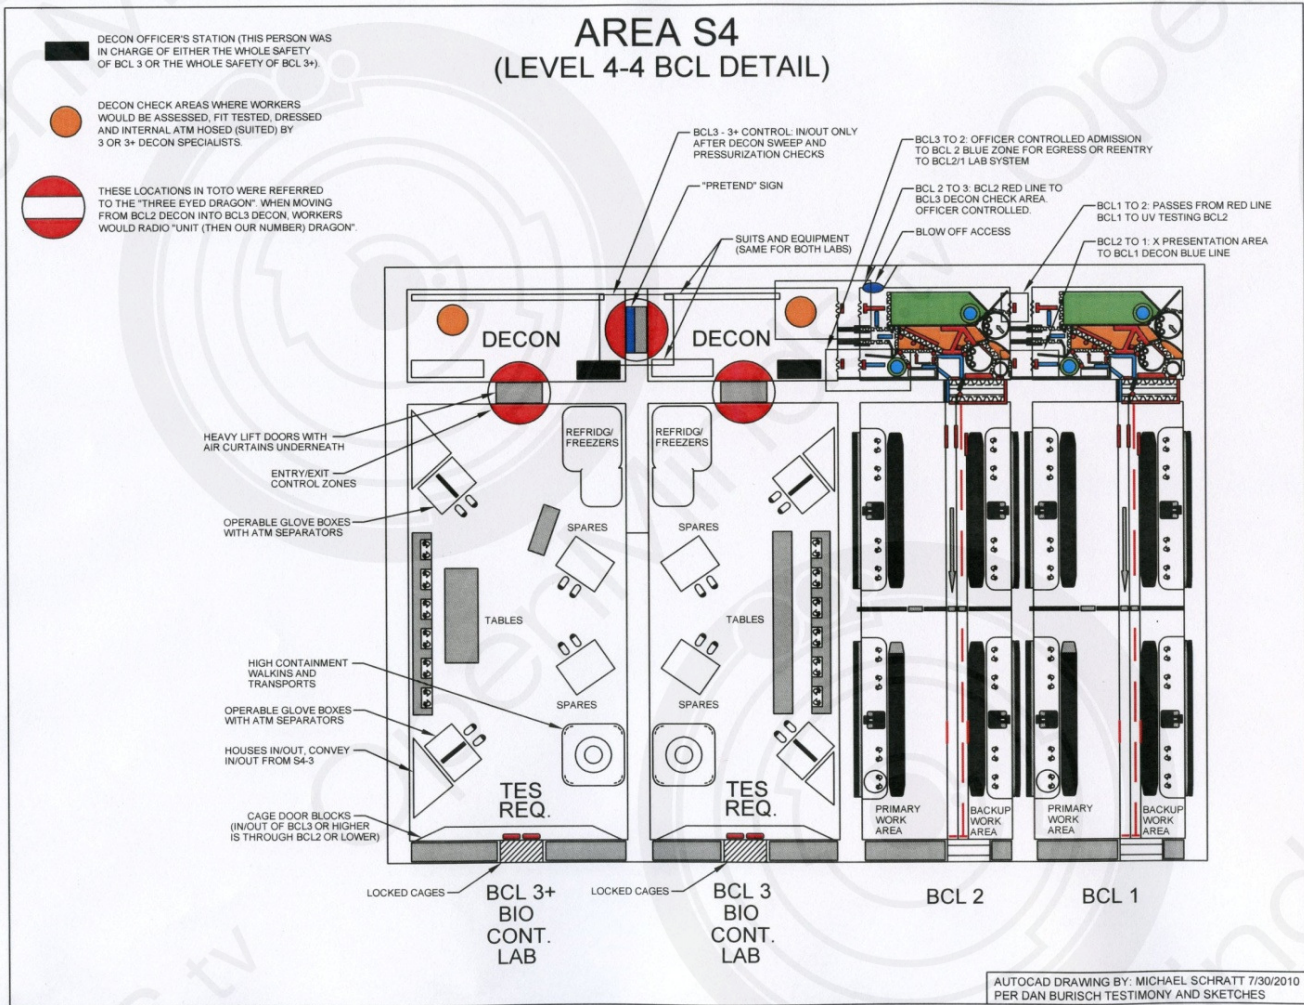 AREA S4
(LEVEL 4-4 BCL DETAIL)
DECON OFFICER'S STATION (THIS PERSON WAS
IN CHARGE OF EITHER THE WHOLE SAFETY
OF BCL 3 OR THE WHOLE SAFETY OF BCL 3+).
DECON CHECK AREAS WHERE WORKERS
WOULD BE ASSESSED, FIT TESTED, DRESSED
AND INTERNAL ATM HOSED (SUITED) BY
3 OR 3+ DECON SPECIALISTS.
THESE LOCATIONS IN TOTO WERE REFERRED
TO THE "THREE EYED DRAGON". WHEN MOVING
FROM BCL2 DECON INTO BCL3 DECON, WORKERS
WOULD RADIO "UNIT (THEN OUR NUMBER) DRAGON".
BCL3 - 3+ CONTROL: IN/OUT ONLY
AFTER DECON SWEEP AND
PRESSURIZATION CHECKS
"PRETEND" SIGN
SUITS AND EQUIPMENT
(SAME FOR BOTH LABS)
BCL3 TO 2: OFFICER CONTROLLED ADMISSION
TO BCL 2 BLUE ZONE FOR EGRESS OR REENTRY
TO BCL2/1 LAB SYSTEM
BCL 2 TO 3: BCL2 RED LINE TO
BCL3 DECON CHECK AREA.
OFFICER CONTROLLED.
BLOW OFF ACCESS
BCL1 TO 2: PASSES FROM RED LINE
BCL1 TO UV TESTING BCL2
BCL2 TO 1: X PRESENTATION AREA
TO BCL1 DECON BLUE LINE
DECON
DECON
HEAVY LIFT DOORS WITH
AIR CURTAINS UNDERNEATH
ENTRY/EXIT
CONTROL ZONES
OPERABLE GLOVE BOXES
WITH ATM SEPARATORS
REFRIDG/
FREEZERS
REFRIDG/
FREEZERS
SPARES
SPARES
TABLES
TABLES
SPARES
SPARES
HIGH CONTAINMENT
WALKINS AND
TRANSPORTS
OPERABLE GLOVE BOXES
WITH ATM SEPARATORS
HOUSES IN/OUT, CONVEY
IN/OUT FROM S4-3
CAGE DOOR BLOCKS
(IN/OUT OF BCL3 OR HIGHER
IS THROUGH BCL2 OR LOWER)
TES
REQ.
TES
REQ.
PRIMARY
WORK
AREA
BACKUP
WORK
AREA
PRIMARY
WORK
AREA
BACKUP
WORK
AREA
LOCKED CAGES
LOCKED CAGES
BCL 3+
BIO
CONT.
LAB
BCL 3
BIO
CONT.
LAB
BCL 2
BCL 1
AUTOCAD DRAWING BY: MICHAEL SCHRATT 7/30/2010
PER DAN BURISCH TESTIMONY AND SKETCHES